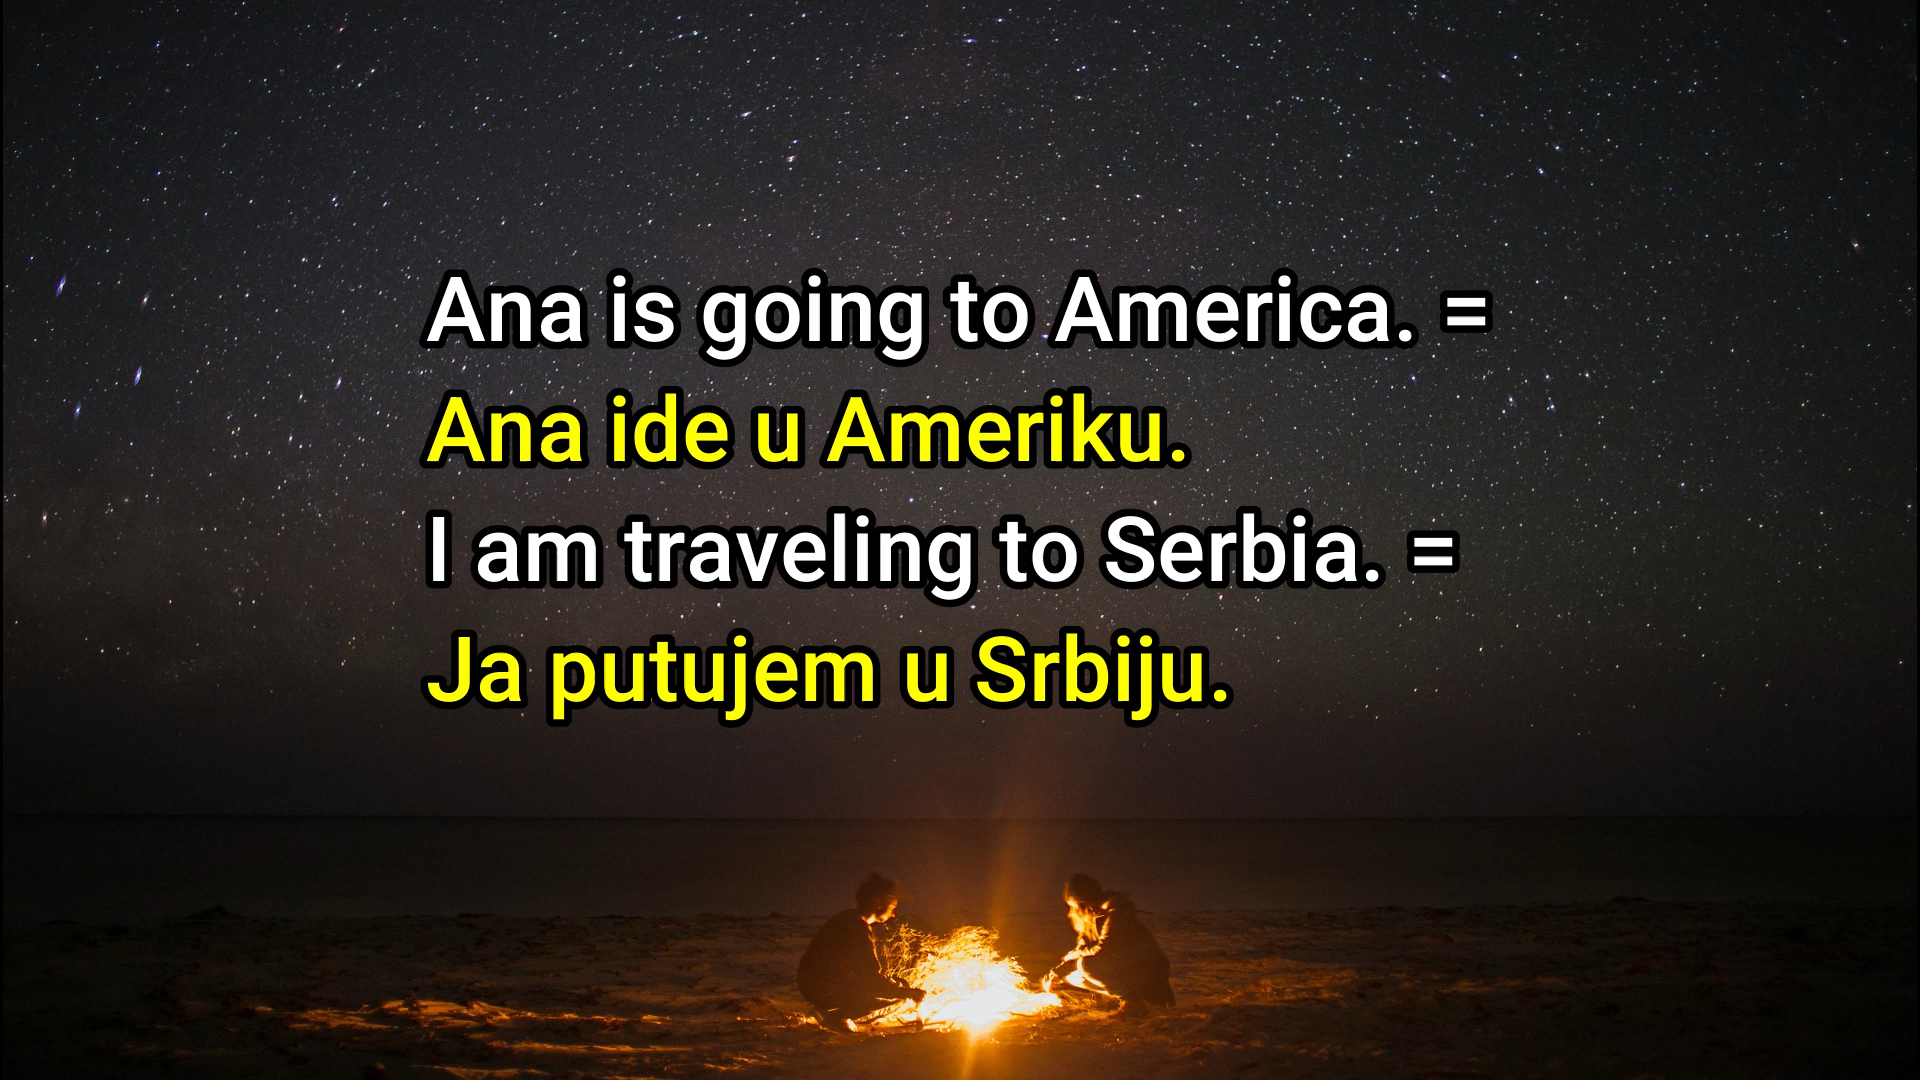 Ana is going to America. =
Ana ide u Ameriku.
I am traveling to Serbia. =
Ja putujem u Srbiju.